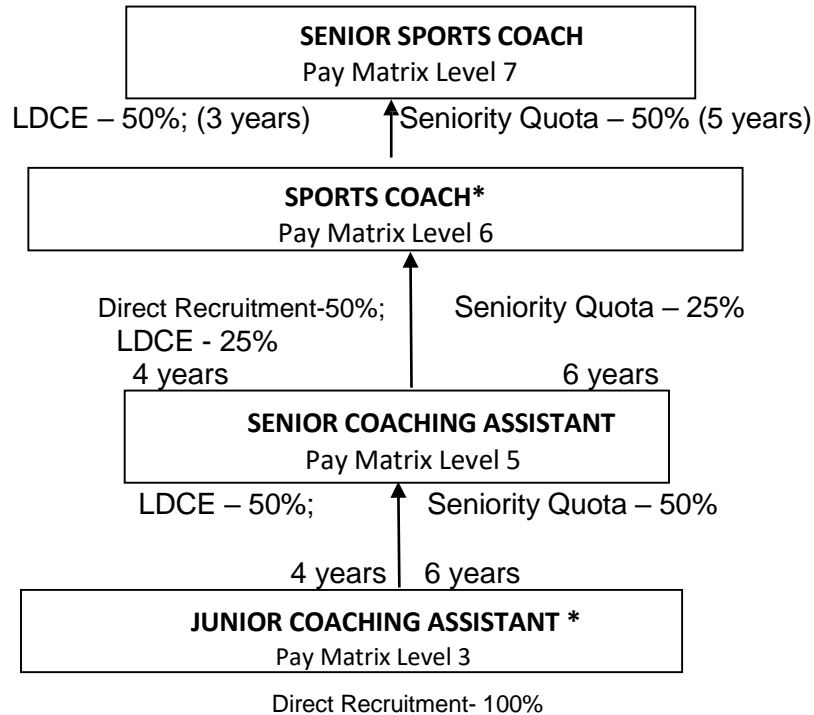 SENIOR SPORTS COACH
Pay Matrix Level 7
LDCE – 50%; (3 years) Seniority Quota – 50% (5 years)
SPORTS COACH*
Pay Matrix Level 6
Direct Recruitment-50%; Seniority Quota – 25%
LDCE - 25%
4 years 6 years
SENIOR COACHING ASSISTANT
Pay Matrix Level 5
LDCE – 50%; Seniority Quota – 50%
4 years 6 years
JUNIOR COACHING ASSISTANT *
Pay Matrix Level 3
Direct Recruitment- 100%